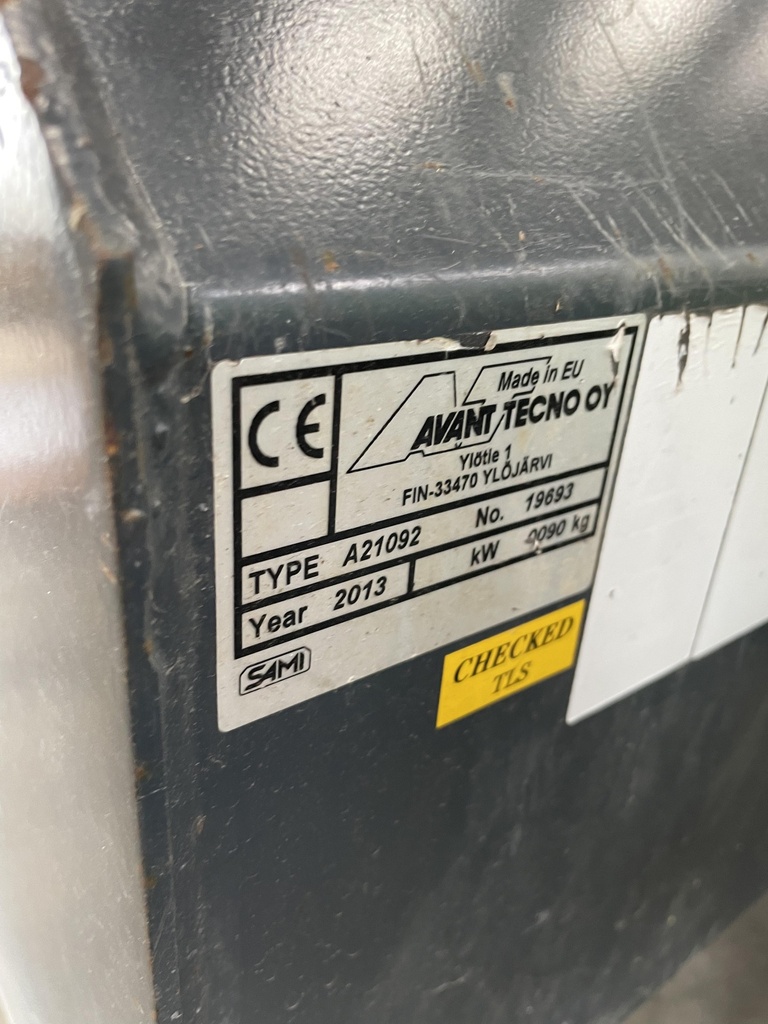 CE
Made in EU
AVANT TECNO OY
Ylötie 1
FIN-33470 YLÖJÄRVI
TYPE A21092 No. 19693
Year 2013 kW 0090 kg
SAMI
CHECKED
TLS